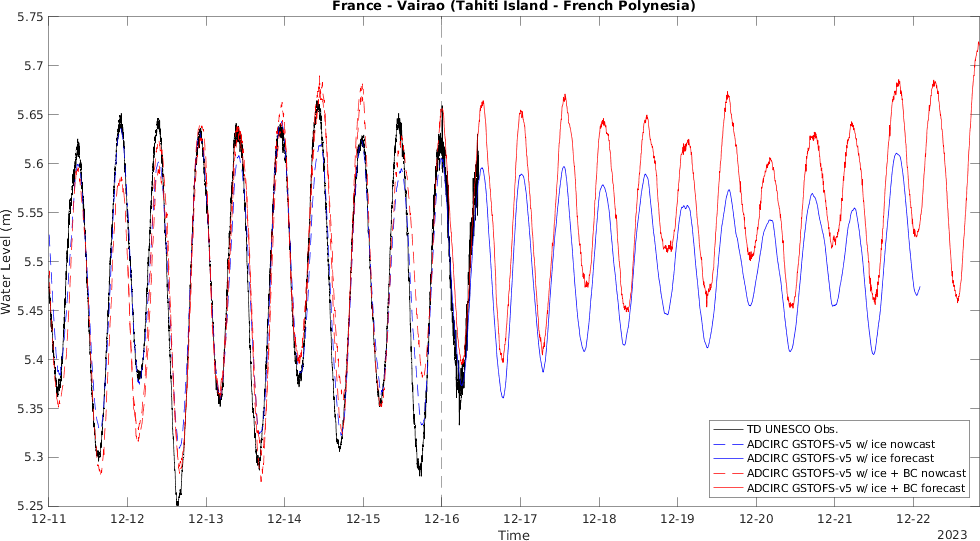 France - Vairao (Tahiti Island - French Polynesia)
5.75
5.7
5.65
5.6
5.55
5.5
5.45
5.4
5.35
5.3
5.25
Water Level (m)
TD UNESCO Obs.
ADCIRC GSTOFS-v5 w/ ice nowcast
ADCIRC GSTOFS-v5 w/ ice forecast
ADCIRC GSTOFS-v5 w/ ice + BC nowcast
ADCIRC GSTOFS-v5 w/ ice + BC forecast
12-11 12-12 12-13 12-14 12-15 12-16 12-17 12-18 12-19 12-20 12-21 12-22
Time
2023